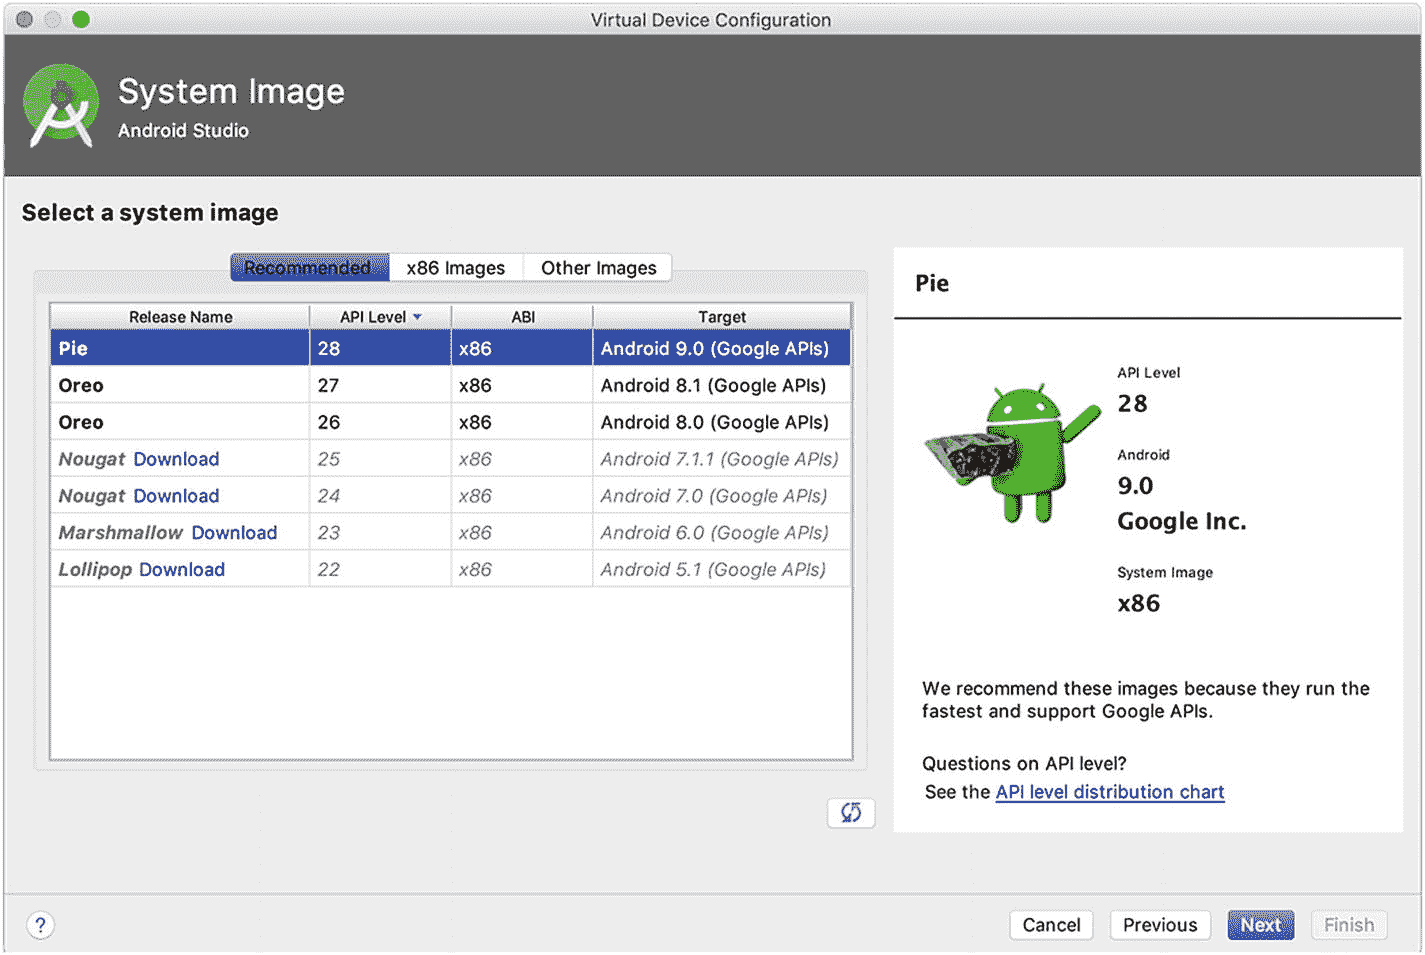 Virtual Device Configuration
System Image
Android Studio
Select a system image
Recommended x86 Images Other Images
Release Name API Level ABI Target
Pie 28 x86 Android 9.0 (Google APIs)
Oreo 27 x86 Android 8.1 (Google APIs)
Oreo 26 x86 Android 8.0 (Google APIs)
Nougat Download 25 x86 Android 7.1.1 (Google APIs)
Nougat Download 24 x86 Android 7.0 (Google APIs)
Marshmallow Download 23 x86 Android 6.0 (Google APIs)
Lollipop Download 22 x86 Android 5.1 (Google APIs)
Pie
API Level
28
Android
9.0
Google Inc.
System Image
x86
We recommend these images because they run the
fastest and support Google APIs.
Questions on API level?
See the API level distribution chart
? Cancel Previous Next Finish